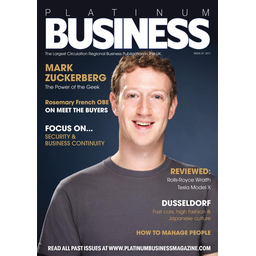 PLATINUM
BUSINESS
The Largest Circulation Regional Business Publication in the UK
MARK
ZUCKERBERG
The Power of the Geek
Rosemary French OBE
ON MEET THE BUYERS
FOCUS ON...
SECURITY &
BUSINESS CONTINUITY
REVIEWED:
Rolls-Royce Wraith
Tesla Model X
DUSSELDORF
Fast cars, high fashion &
Japanese culture
HOW TO MANAGE PEOPLE
READ ALL PAST ISSUES AT WWW.PLATINUMBUSINESSMAGAZINE.COM